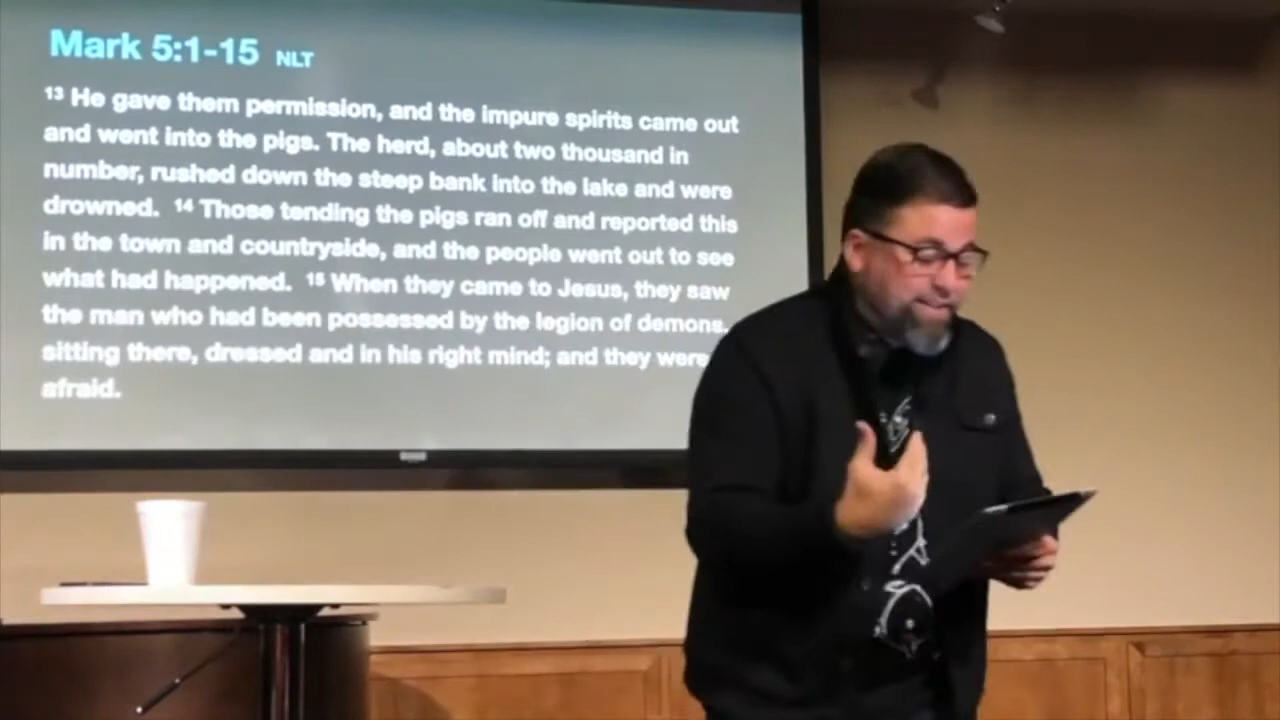 Mark 5:1-15 NLT
13 He gave them permission, and the impure spirits came out
and went into the pigs. The herd, about two thousand in
number, rushed down the steep bank into the lake and were
drowned. 14 Those tending the pigs ran off and reported this
in the town and countryside, and the people went out to see
what had happened. 15 When they came to Jesus, they saw
the man who had been possessed by the legion of demons,
sitting there, dressed and in his right mind; and they were
afraid.